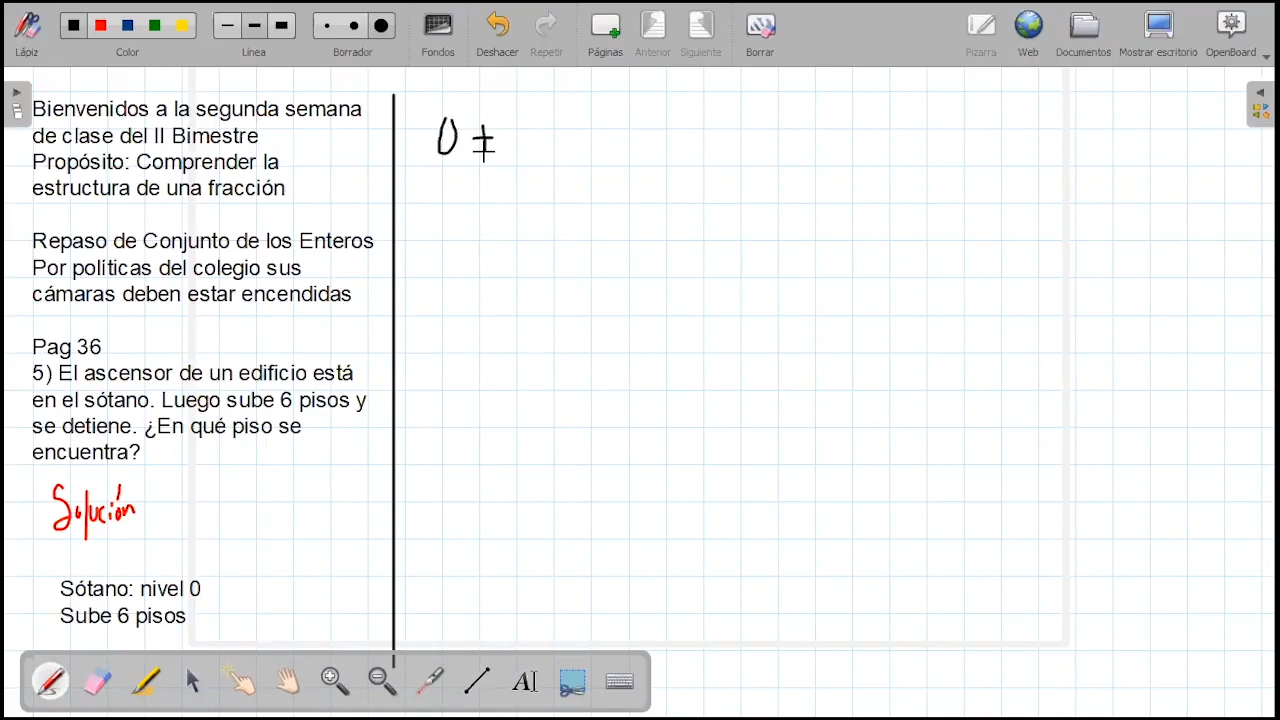 Lápiz
Color
Línea
Borrador
Fondos
Deshacer
Repetir
Páginas
Anterior
Siguiente
Borrar
Pizarra
Web
Documentos
Mostrar escritorio
OpenBoard
Bienvenidos a la segunda semana
de clase del II Bimestre
Propósito: Comprender la
estructura de una fracción
Repaso de Conjunto de los Enteros
Por políticas del colegio sus
cámaras deben estar encendidas
Pag 36
5) El ascensor de un edificio está
en el sótano. Luego sube 6 pisos y
se detiene. ¿En qué piso se
encuentra?
Solución
Sótano: nivel 0
Sube 6 pisos
0 +